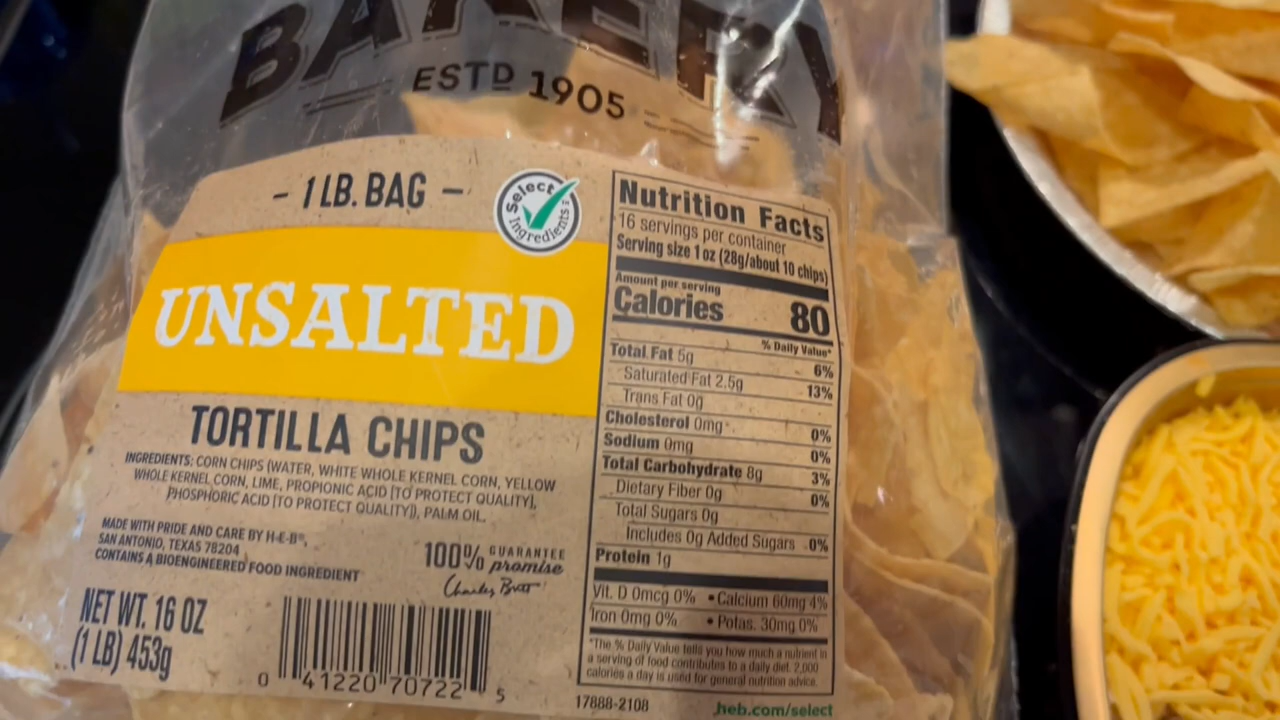 BAKERY
ESTD 1905
- 1 LB. BAG -
Select Ingredients
UNSALTED
TORTILLA CHIPS
INGREDIENTS: CORN CHIPS (WATER, WHITE WHOLE KERNEL CORN, YELLOW
WHOLE KERNEL CORN, LIME, PROPIONIC ACID [TO PROTECT QUALITY],
PHOSPHORIC ACID [TO PROTECT QUALITY]), PALM OIL.
MADE WITH PRIDE AND CARE BY H-E-B®,
SAN ANTONIO, TEXAS 78204
CONTAINS A BIOENGINEERED FOOD INGREDIENT
100% GUARANTEE
promise
Charles Butt
NET WT. 16 OZ
(1 LB) 453g
0 41220 70722 5
Nutrition Facts
16 servings per container
Serving size 1 oz (28g/about 10 chips)
Amount per serving
Calories 80
% Daily Value*
Total Fat 5g 6%
Saturated Fat 2.5g 13%
Trans Fat 0g
Cholesterol 0mg 0%
Sodium 0mg 0%
Total Carbohydrate 8g 3%
Dietary Fiber 0g 0%
Total Sugars 0g
Includes 0g Added Sugars 0%
Protein 1g
Vit. D 0mcg 0% • Calcium 60mg 4%
Iron 0mg 0% • Potas. 30mg 0%
*The % Daily Value tells you how much a nutrient in
a serving of food contributes to a daily diet. 2,000
calories a day is used for general nutrition advice.
17888-2108
heb.com/select